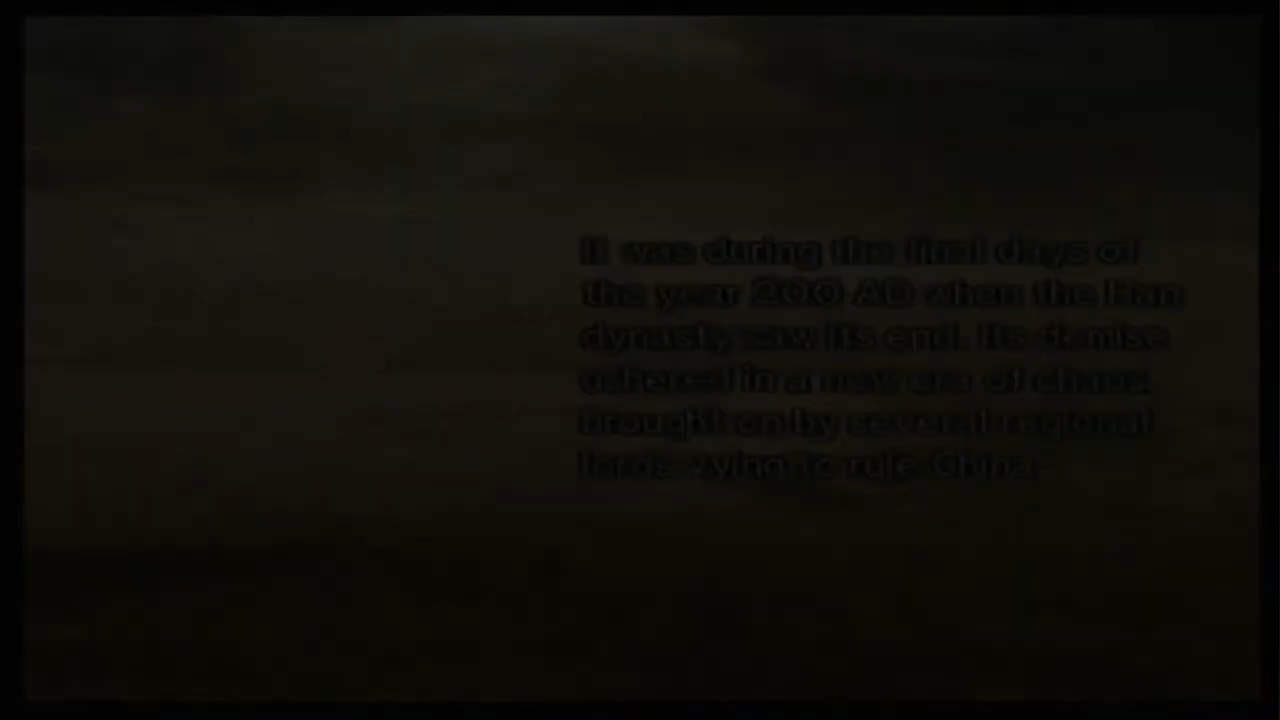 It was during the final days of
the year 200 AD when the Han
dynasty saw its end. Its demise
ushered in a new era of chaos
brought on by several regional
lords vying to rule China.